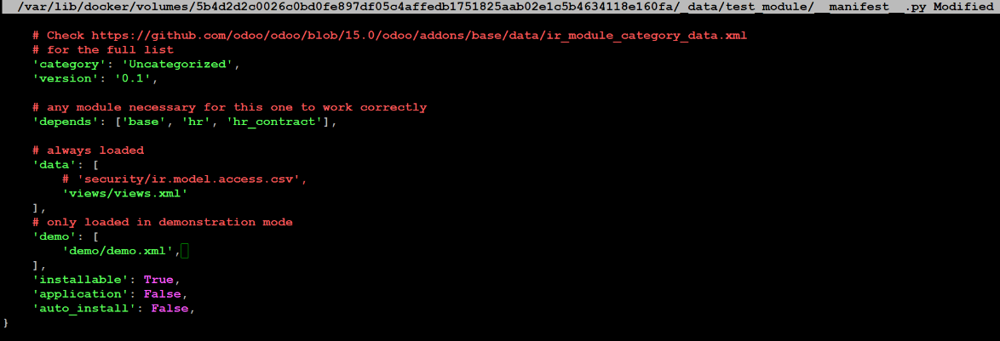 /var/lib/docker/volumes/5b4d2d2c0026c0bd0fe897df05c4affedb1751825aab02e1c5b4634118e160fa/_data/test_module/__manifest__.py Modified
# Check https://github.com/odoo/odoo/blob/15.0/odoo/addons/base/data/ir_module_category_data.xml
# for the full list
'category': 'Uncategorized',
'version': '0.1',
# any module necessary for this one to work correctly
'depends': ['base', 'hr', 'hr_contract'],
# always loaded
'data': [
# 'security/ir.model.access.csv',
'views/views.xml'
],
# only loaded in demonstration mode
'demo': [
'demo/demo.xml',
],
'installable': True,
'application': False,
'auto_install': False,
}